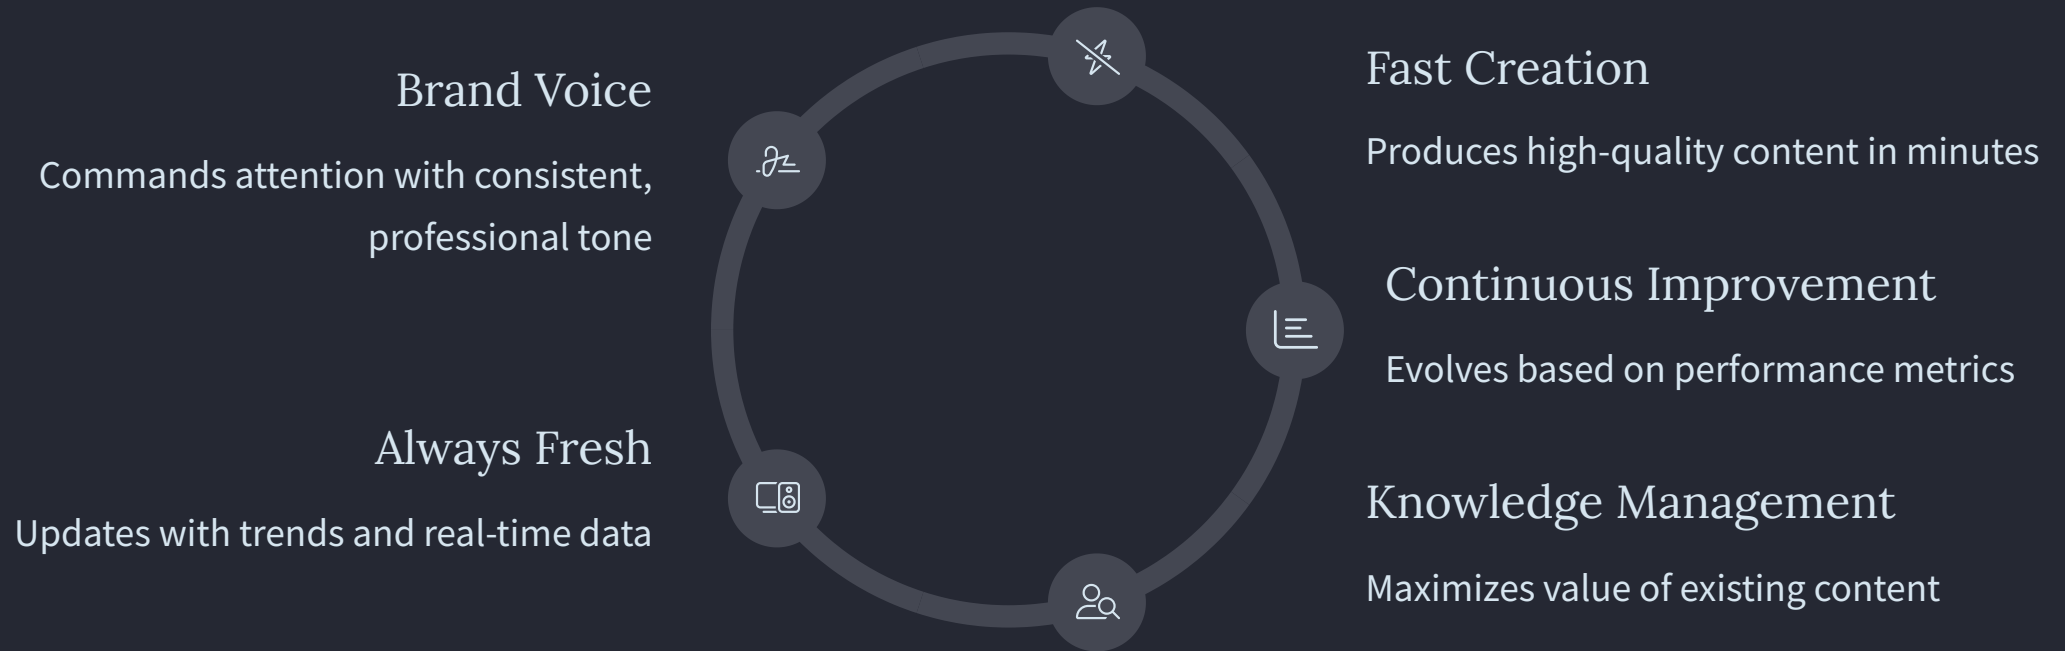 Brand Voice
Commands attention with consistent,
professional tone
Always Fresh
Updates with trends and real-time data
Fast Creation
Produces high-quality content in minutes
Continuous Improvement
Evolves based on performance metrics
Knowledge Management
Maximizes value of existing content